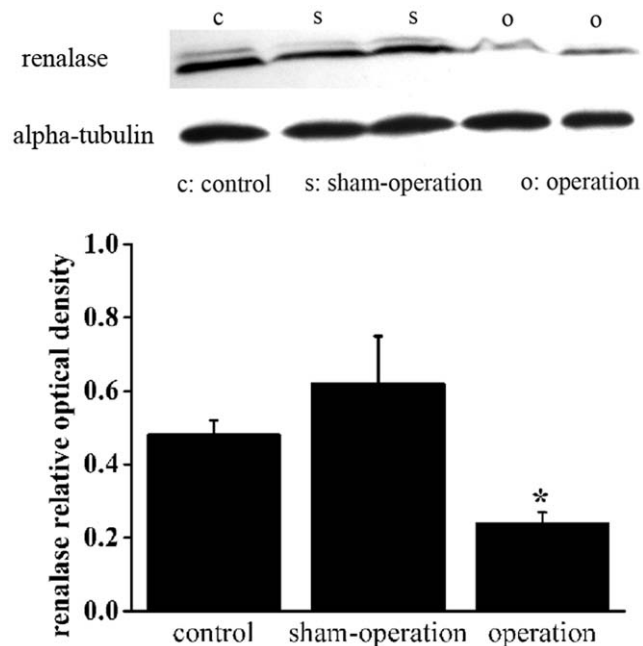 c s s o o
renalase
alpha-tubulin
c: control s: sham-operation o: operation
1.0
0.8
0.6
0.4
0.2
0.0
renalase relative optical density
*
control sham-operation operation